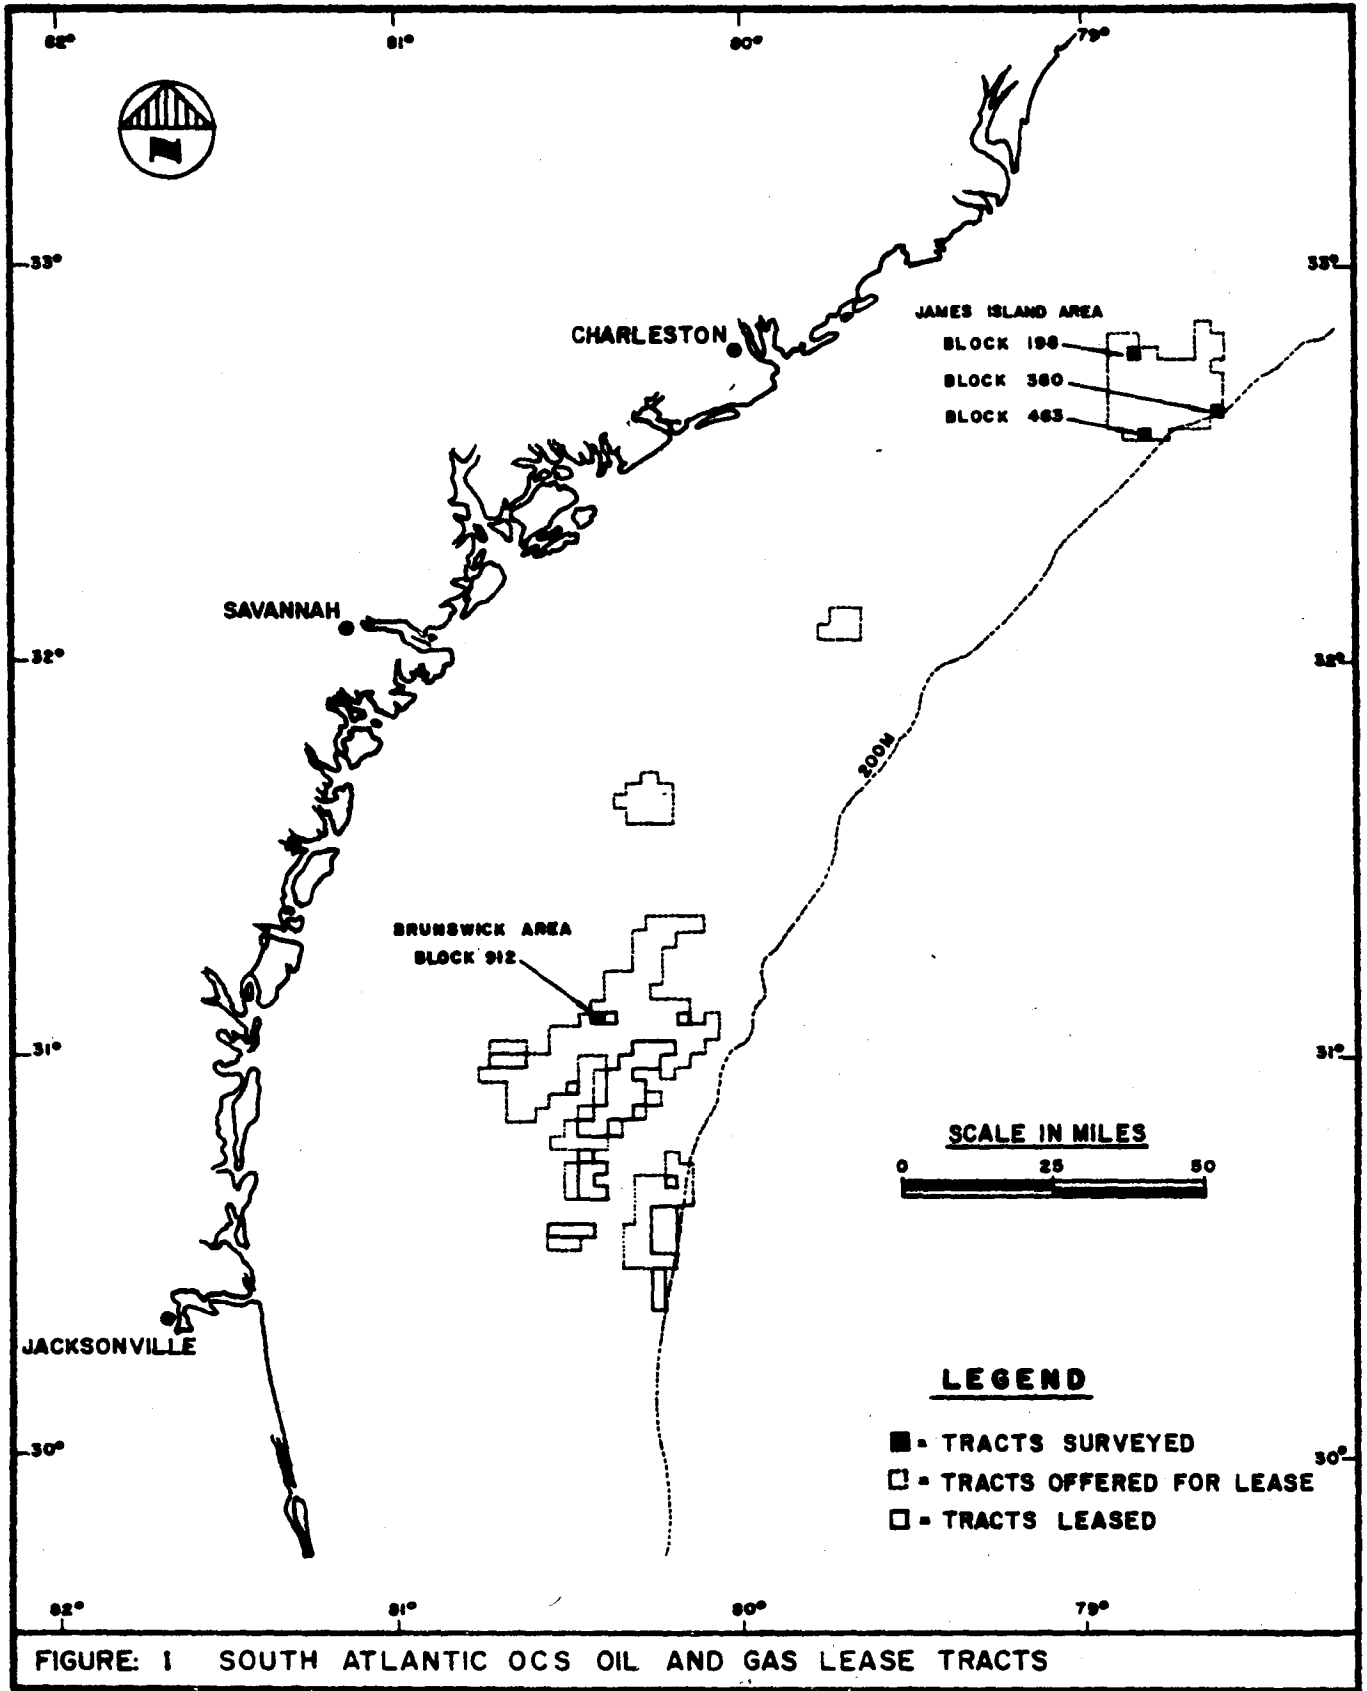 82° 81° 80° 79°
N
33° 33°
JAMES ISLAND AREA
CHARLESTON
BLOCK 198
BLOCK 360
BLOCK 463
SAVANNAH
32° 32°
200M
BRUNSWICK AREA
BLOCK 912
31° 31°
SCALE IN MILES
0 25 50
JACKSONVILLE
LEGEND
30° 30°
= TRACTS SURVEYED
= TRACTS OFFERED FOR LEASE
= TRACTS LEASED
82° 81° 80° 79°
FIGURE: 1 SOUTH ATLANTIC OCS OIL AND GAS LEASE TRACTS